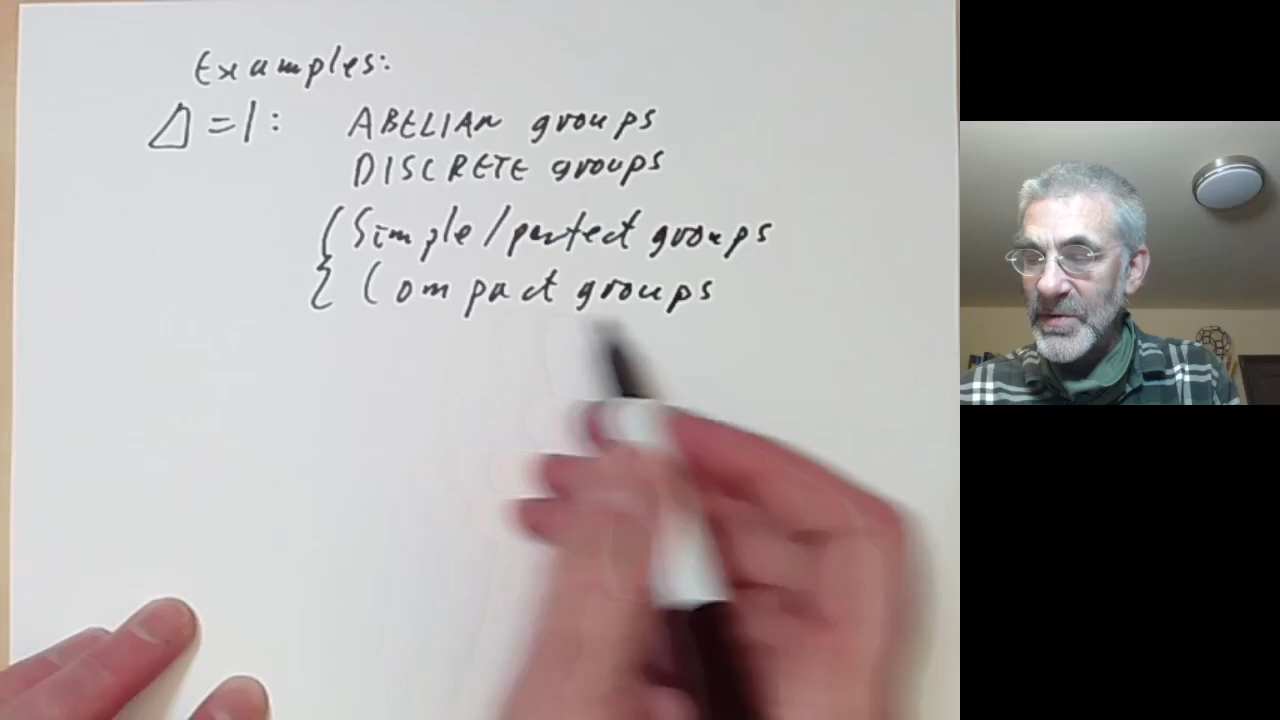 Examples:
Δ=1: ABELIAN groups
DISCRETE groups
{ Simple/perfect groups
{ Compact groups